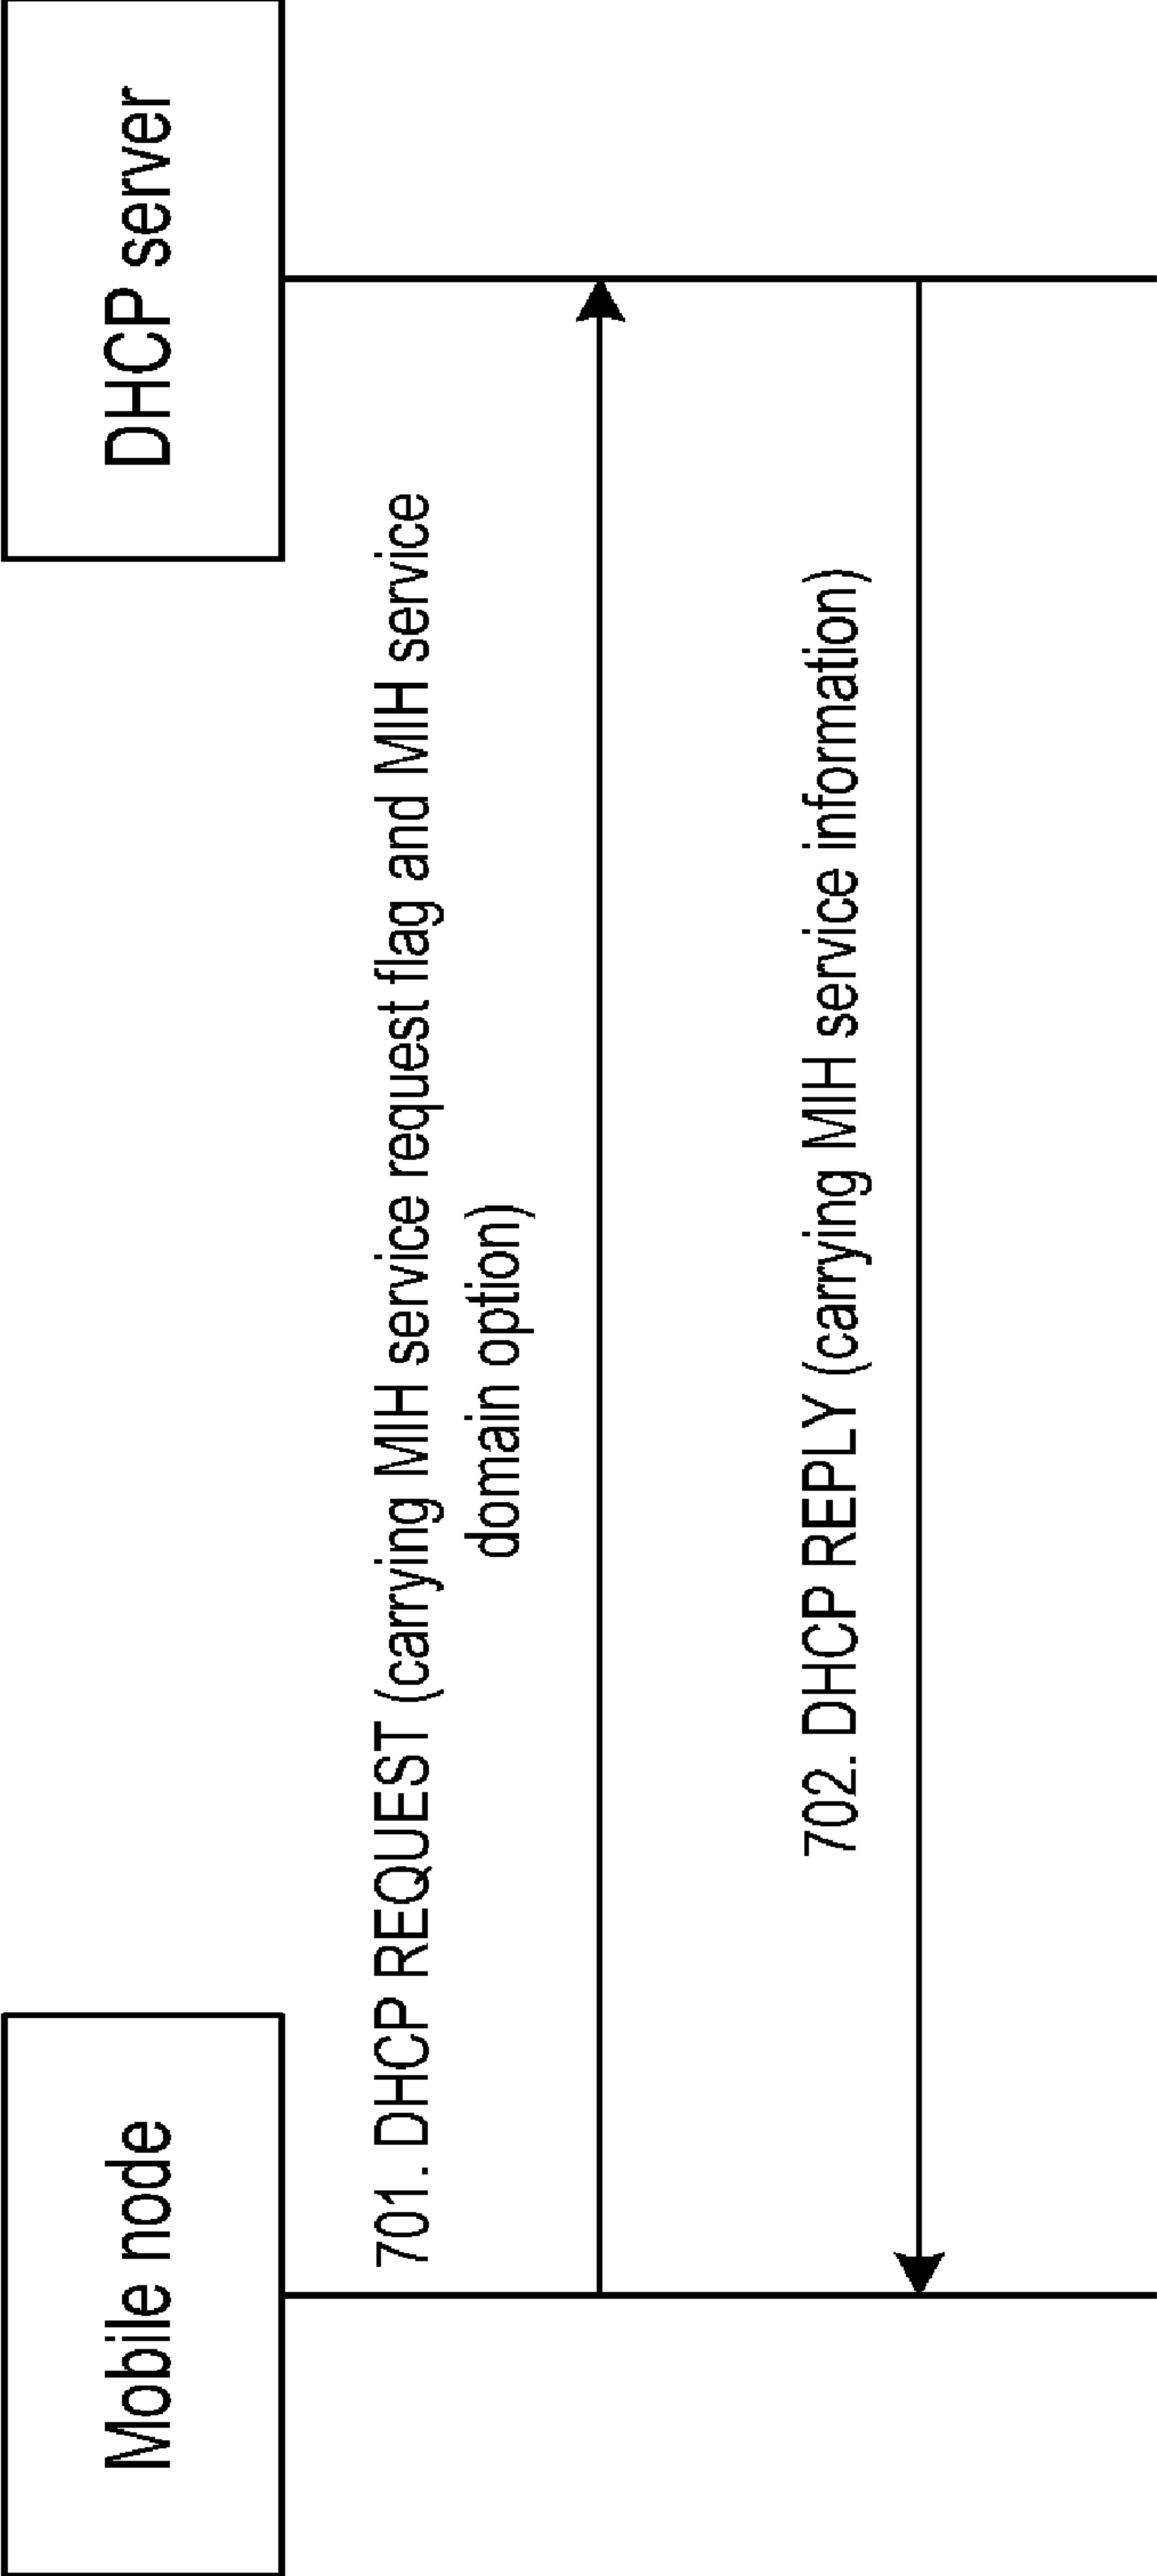 Mobile node
DHCP server
701. DHCP REQUEST (carrying MIH service request flag and MIH service
domain option)
702. DHCP REPLY (carrying MIH service information)